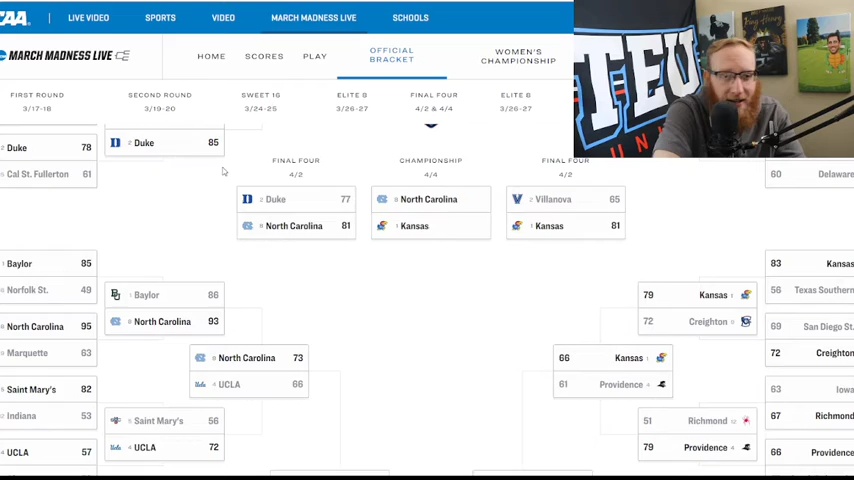 CAA.
LIVE VIDEO
SPORTS
VIDEO
MARCH MADNESS LIVE
SCHOOLS
MARCH MADNESS LIVE
HOME
SCORES
PLAY
OFFICIAL
BRACKET
WOMEN'S
CHAMPIONSHIP
FIRST ROUND
3/17-18
SECOND ROUND
3/19-20
SWEET 16
3/24-25
ELITE 8
3/26-27
FINAL FOUR
4/2 & 4/4
ELITE 8
3/26-27
TEU
UN
2 Duke 78
Cal St. Fullerton 61
2 Duke 85
FINAL FOUR
4/2
CHAMPIONSHIP
4/4
FINAL FOUR
4/2
60 Delaware
2 Duke 77
8 North Carolina 81
8 North Carolina
1 Kansas
2 Villanova 65
1 Kansas 81
1 Baylor 85
Norfolk St. 49
North Carolina 95
Marquette 63
Saint Mary's 82
Indiana 53
UCLA 57
1 Baylor 86
8 North Carolina 93
8 North Carolina 73
4 UCLA 66
5 Saint Mary's 56
4 UCLA 72
79 Kansas 1
72 Creighton 9
66 Kansas 1
61 Providence 4
51 Richmond 12
79 Providence 4
83 Kansas
56 Texas Southern
69 San Diego St.
72 Creighton
63 Iowa
67 Richmond
66 Providence